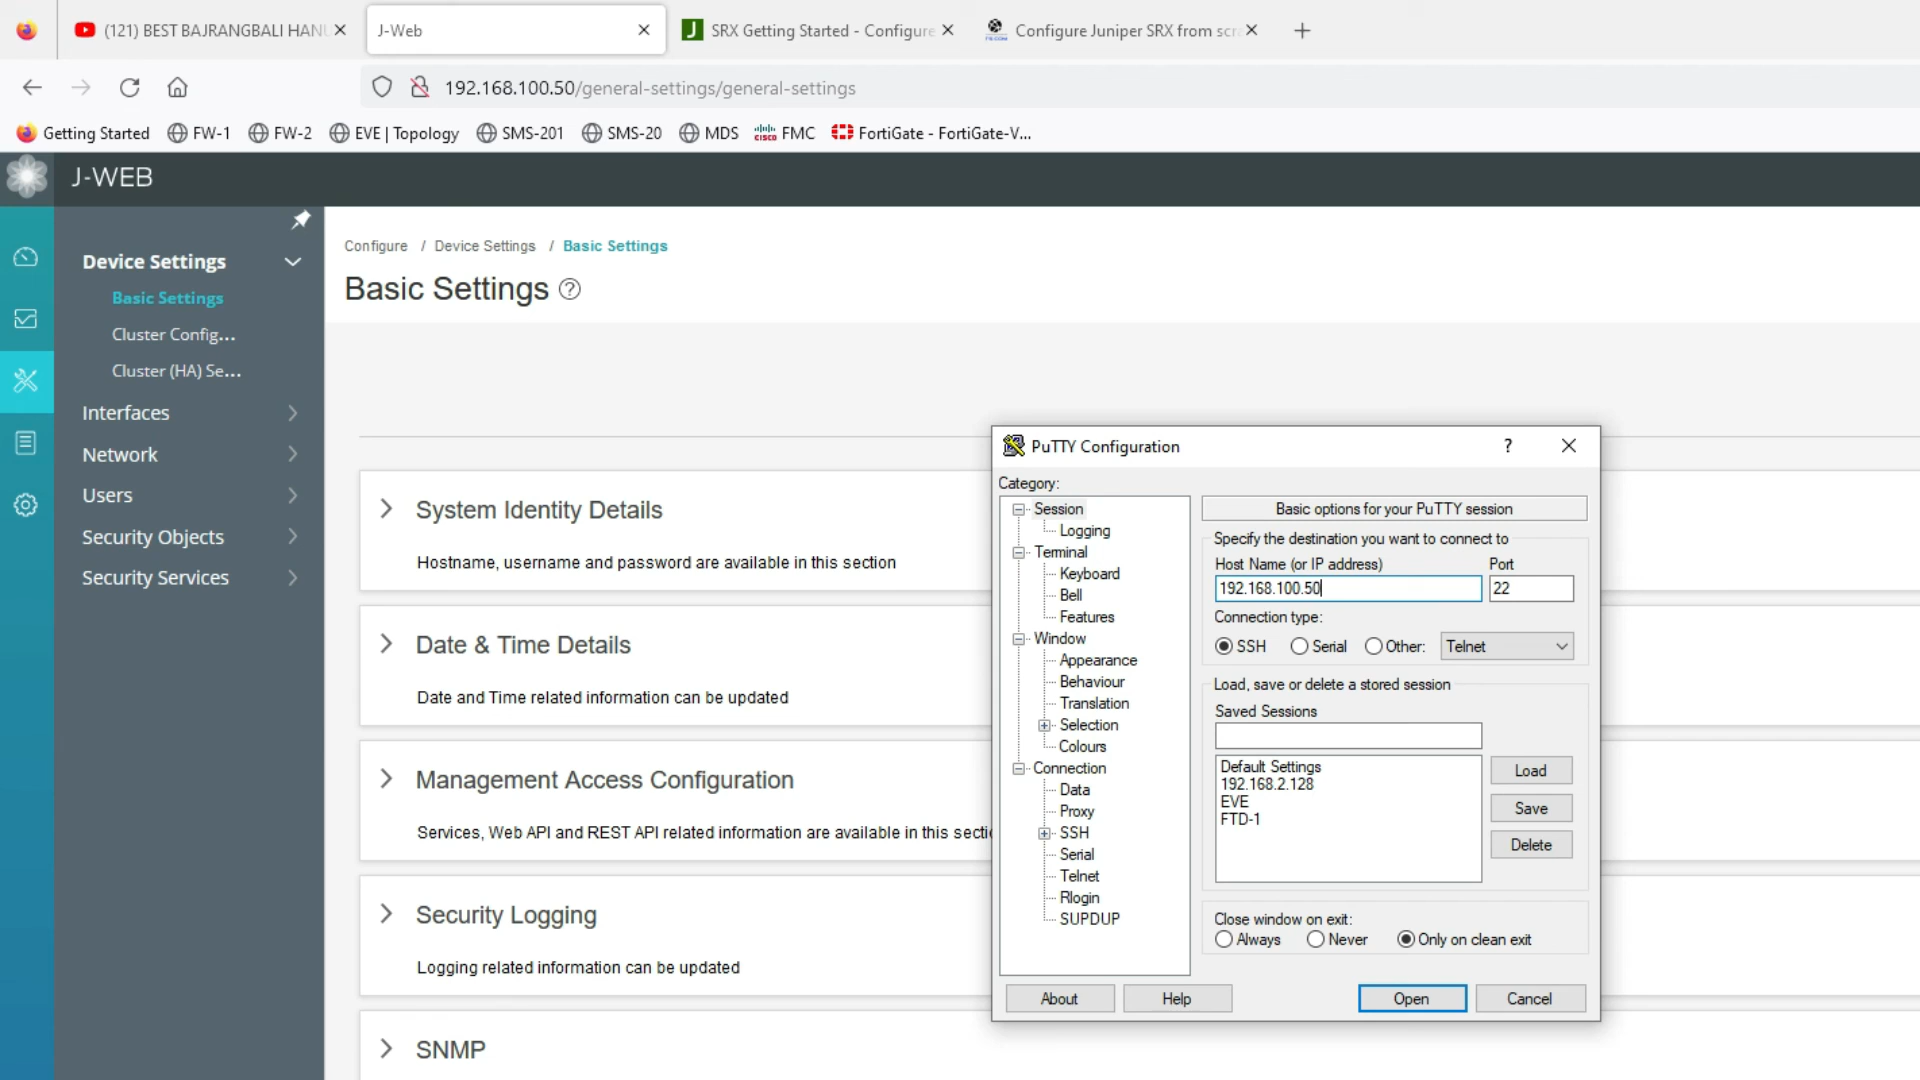 (121) BEST BAJRANGBALI HANU
J-Web
SRX Getting Started - Configure
Configure Juniper SRX from scra
192.168.100.50/general-settings/general-settings
Getting Started
FW-1
FW-2
EVE | Topology
SMS-201
SMS-20
MDS
CISCO FMC
FortiGate - FortiGate-V...
J-WEB
Device Settings
Basic Settings
Cluster Config...
Cluster (HA) Se...
Interfaces
Network
Users
Security Objects
Security Services
Configure / Device Settings / Basic Settings
Basic Settings ?
System Identity Details
Hostname, username and password are available in this section
Date & Time Details
Date and Time related information can be updated
Management Access Configuration
Services, Web API and REST API related information are available in this secti
Security Logging
Logging related information can be updated
SNMP
PuTTY Configuration
?
Category:
Session
Logging
Terminal
Keyboard
Bell
Features
Window
Appearance
Behaviour
Translation
Selection
Colours
Connection
Data
Proxy
SSH
Serial
Telnet
Rlogin
SUPDUP
Basic options for your PuTTY session
Specify the destination you want to connect to
Host Name (or IP address) Port
192.168.100.50 22
Connection type:
SSH Serial Other: Telnet
Load, save or delete a stored session
Saved Sessions
Default Settings
192.168.2.128
EVE
FTD-1
Load
Save
Delete
Close window on exit:
Always Never Only on clean exit
About Help Open Cancel